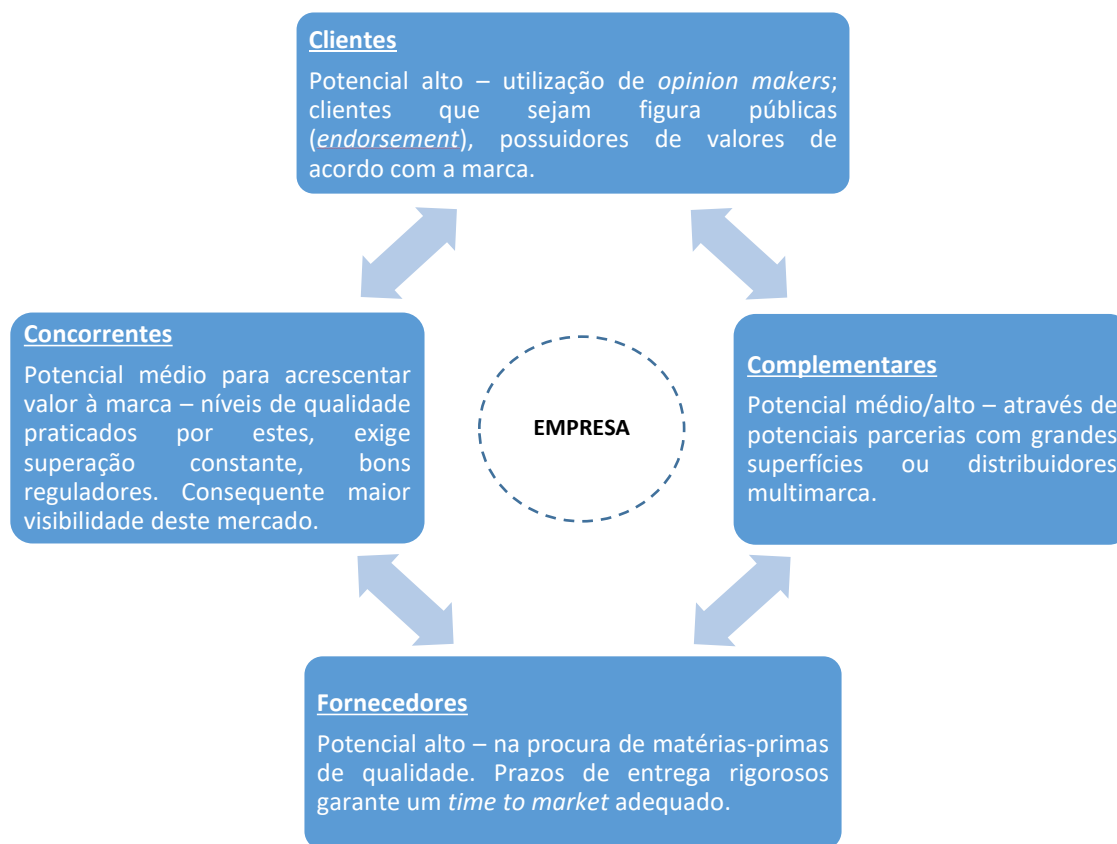 Clientes
Potencial alto – utilização de opinion makers;
clientes que sejam figura públicas
(endorsement), possuidores de valores de
acordo com a marca.
Concorrentes
Potencial médio para acrescentar
valor à marca – níveis de qualidade
praticados por estes, exige
superação constante, bons
reguladores. Consequente maior
visibilidade deste mercado.
EMPRESA
Complementares
Potencial médio/alto – através de
potenciais parcerias com grandes
superfícies ou distribuidores
multimarca.
Fornecedores
Potencial alto – na procura de matérias-primas
de qualidade. Prazos de entrega rigorosos
garante um time to market adequado.